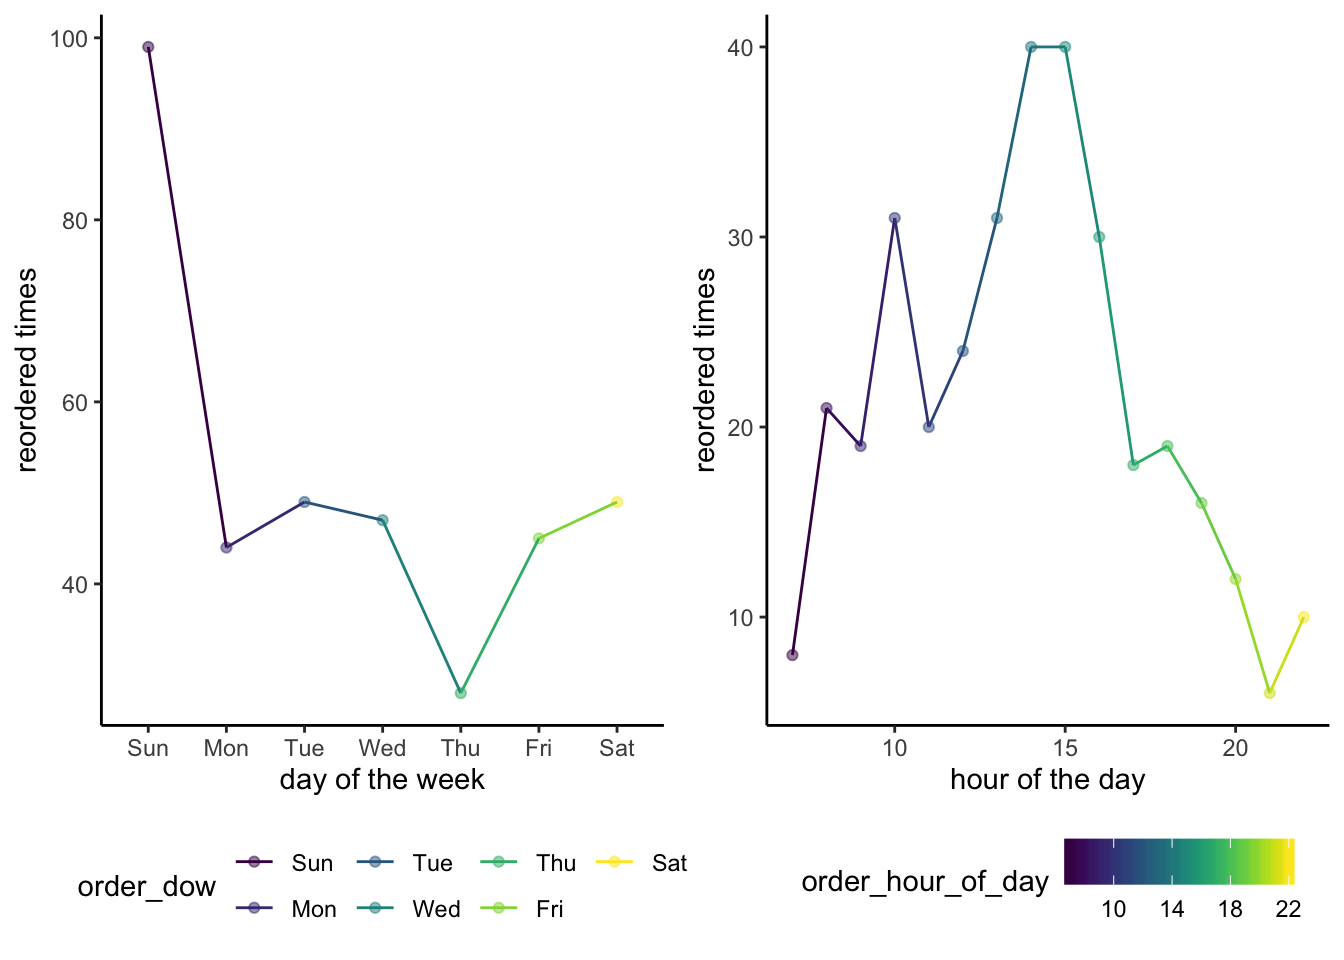 100
80
60
40
reordered times
Sun Mon Tue Wed Thu Fri Sat
day of the week
40
30
20
10
reordered times
10 15 20
hour of the day
order_dow
Sun Tue Thu Sat
Mon Wed Fri
order_hour_of_day
10 14 18 22